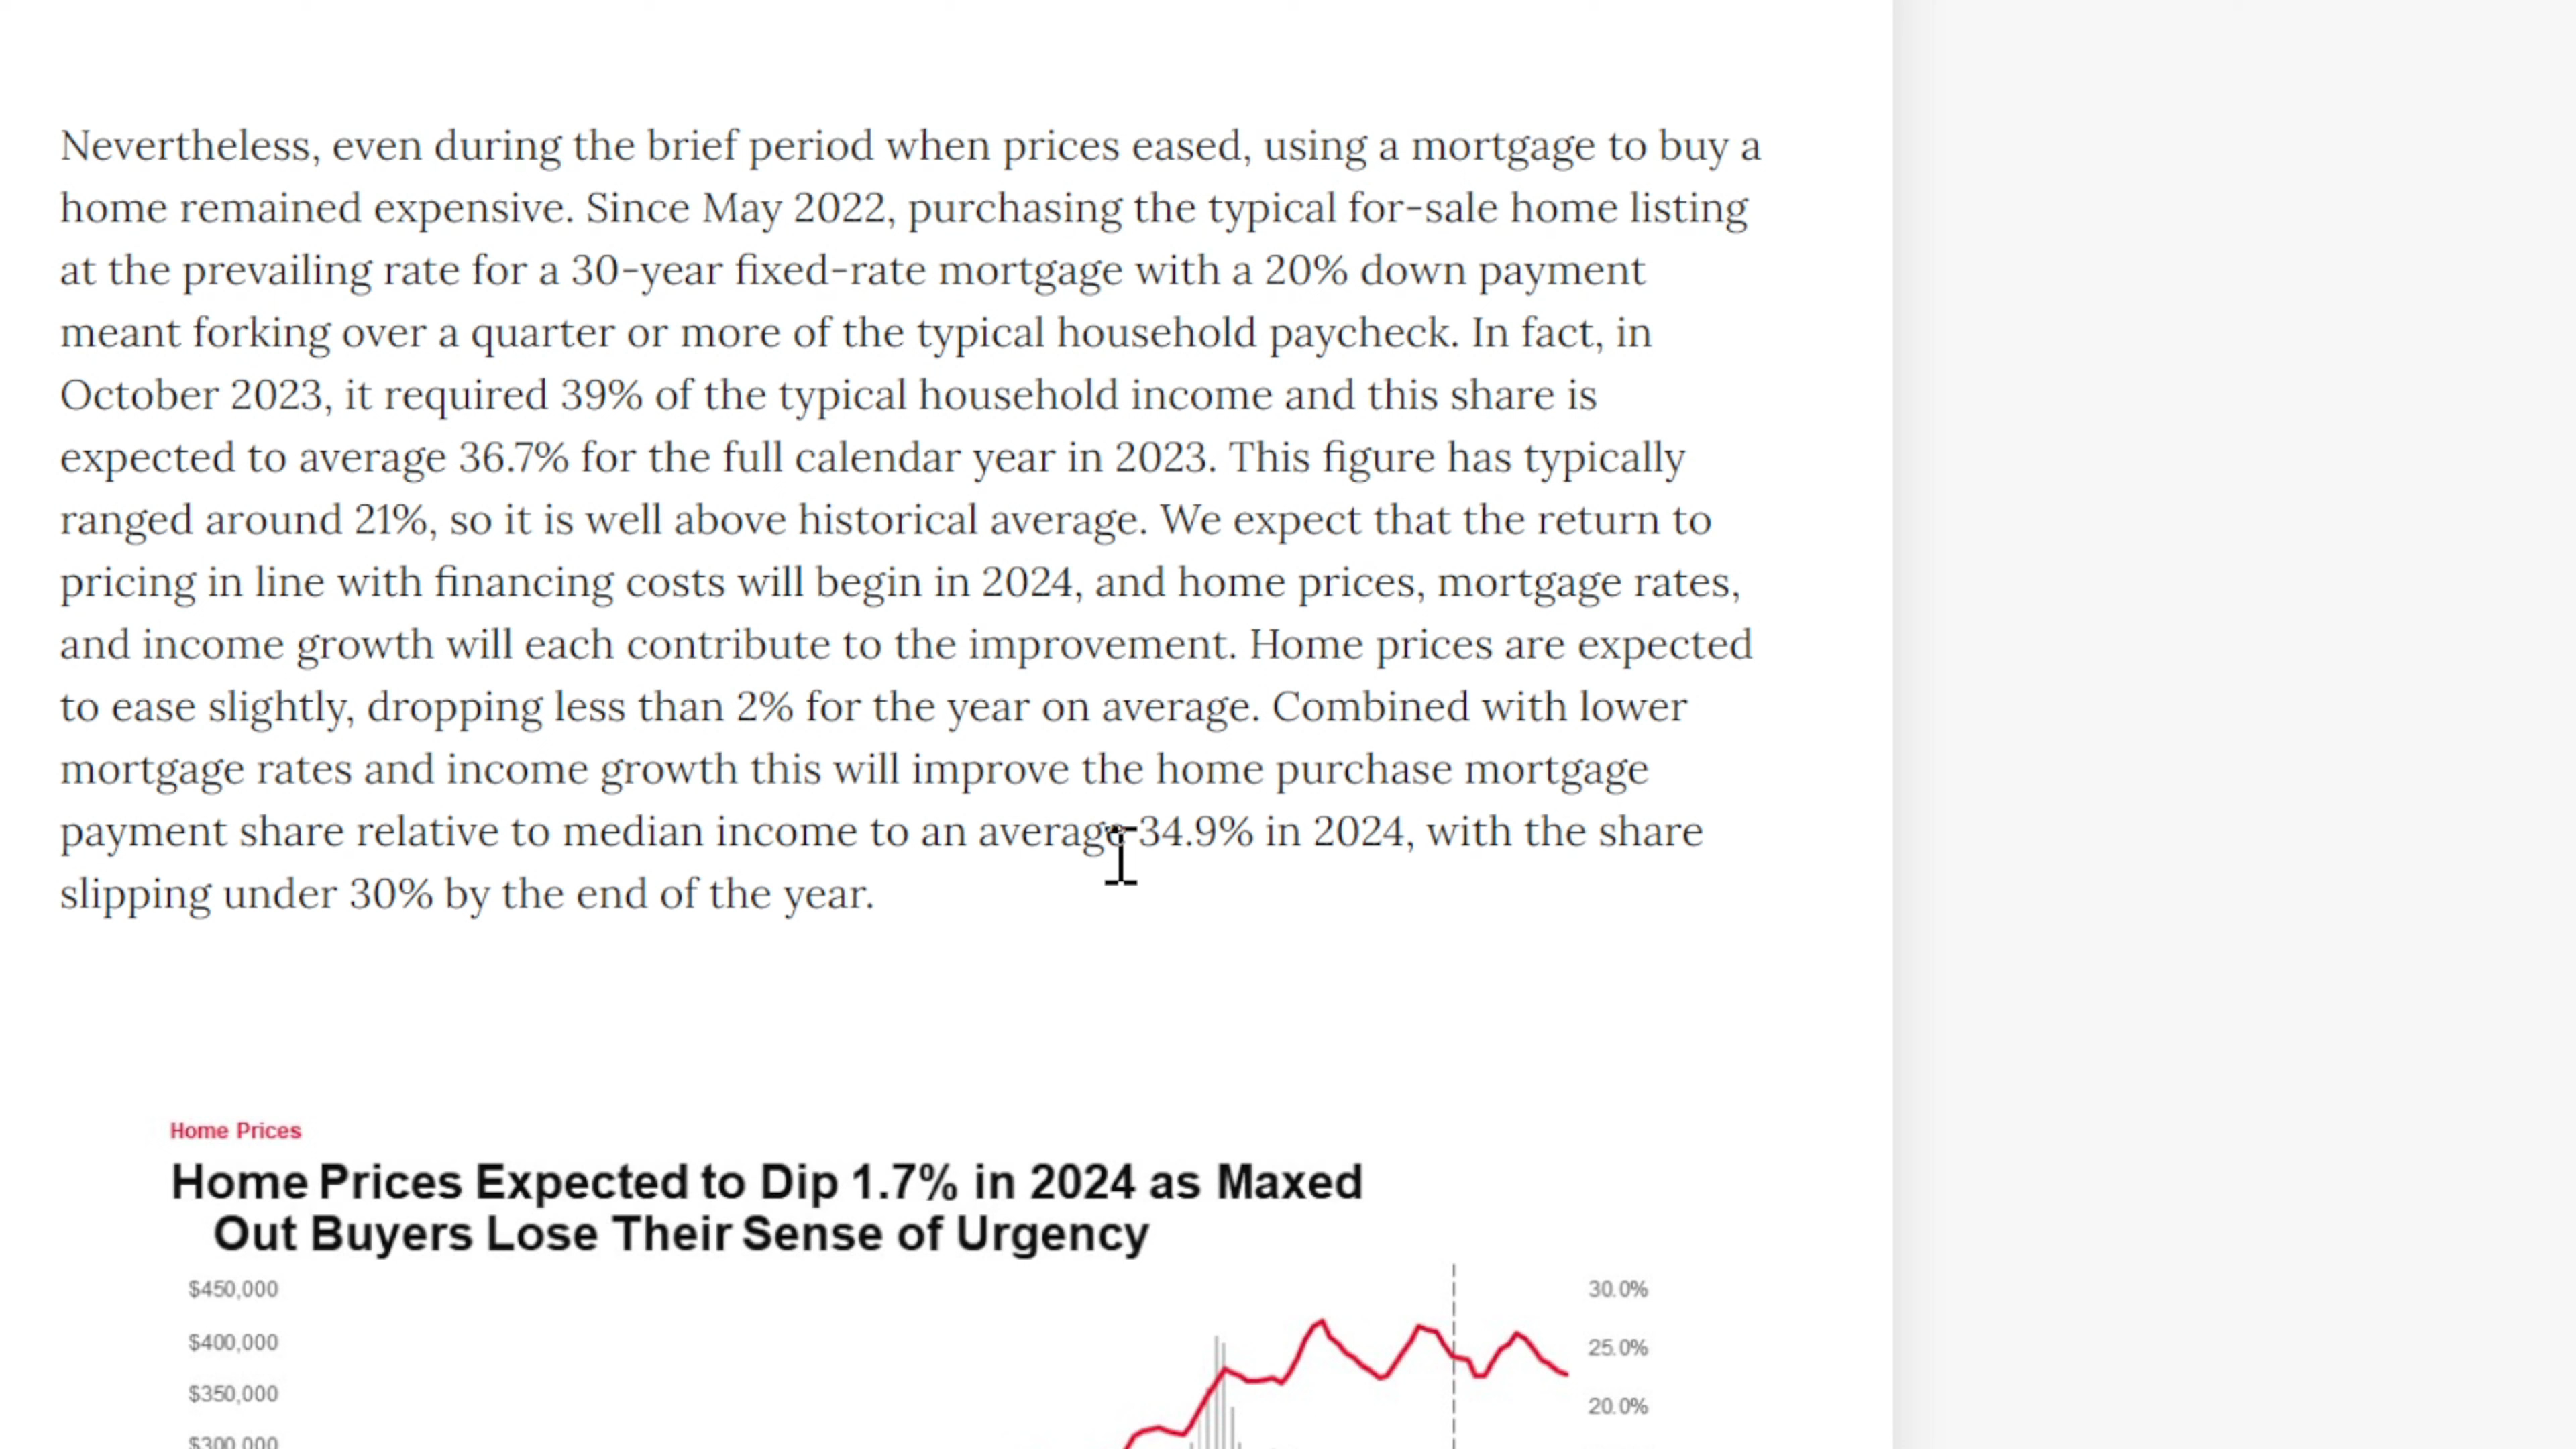 Nevertheless, even during the brief period when prices eased, using a mortgage to buy a
home remained expensive. Since May 2022, purchasing the typical for-sale home listing
at the prevailing rate for a 30-year fixed-rate mortgage with a 20% down payment
meant forking over a quarter or more of the typical household paycheck. In fact, in
October 2023, it required 39% of the typical household income and this share is
expected to average 36.7% for the full calendar year in 2023. This figure has typically
ranged around 21%, so it is well above historical average. We expect that the return to
pricing in line with financing costs will begin in 2024, and home prices, mortgage rates,
and income growth will each contribute to the improvement. Home prices are expected
to ease slightly, dropping less than 2% for the year on average. Combined with lower
mortgage rates and income growth this will improve the home purchase mortgage
payment share relative to median income to an average 34.9% in 2024, with the share
slipping under 30% by the end of the year.
Home Prices
Home Prices Expected to Dip 1.7% in 2024 as Maxed
Out Buyers Lose Their Sense of Urgency
$450,000
$400,000
$350,000
$300,000
30.0%
25.0%
20.0%